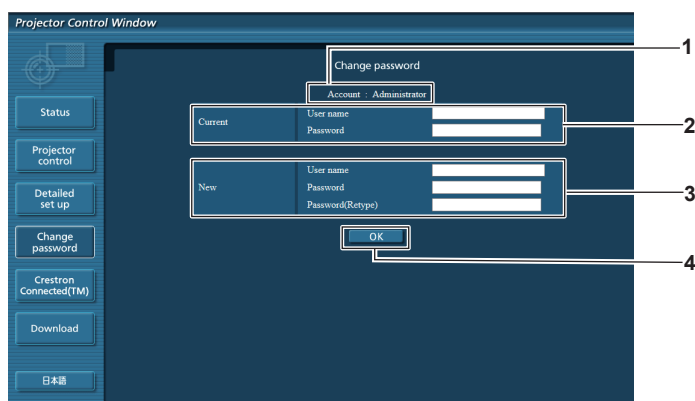 Projector Control Window
Change password
Account : Administrator
Current
User name
Password
New
User name
Password
Password(Retype)
OK
Status
Projector
control
Detailed
set up
Change
password
Crestron
Connected(TM)
Download
日本語
1
2
3
4